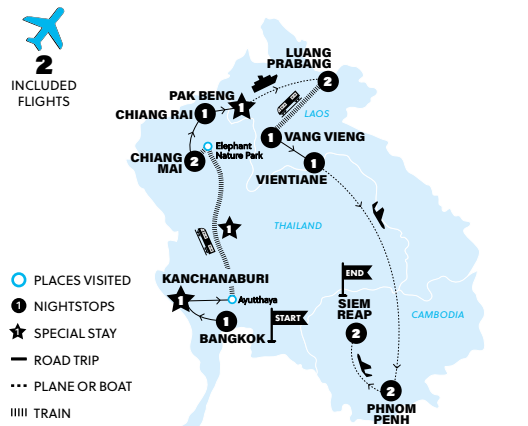 2
INCLUDED
FLIGHTS
LUANG
PRABANG
2
PAK BENG
1
CHIANG RAI
1
LAOS
Elephant
Nature Park
CHIANG
MAI
2
1
VANG VIENG
1
VIENTIANE
1
THAILAND
KANCHANABURI
1
Ayutthaya
1
BANGKOK
START
END
SIEM
REAP
2
CAMBODIA
2
PHNOM
PENH
PLACES VISITED
1 NIGHTSTOPS
1 SPECIAL STAY
ROAD TRIP
PLANE OR BOAT
TRAIN